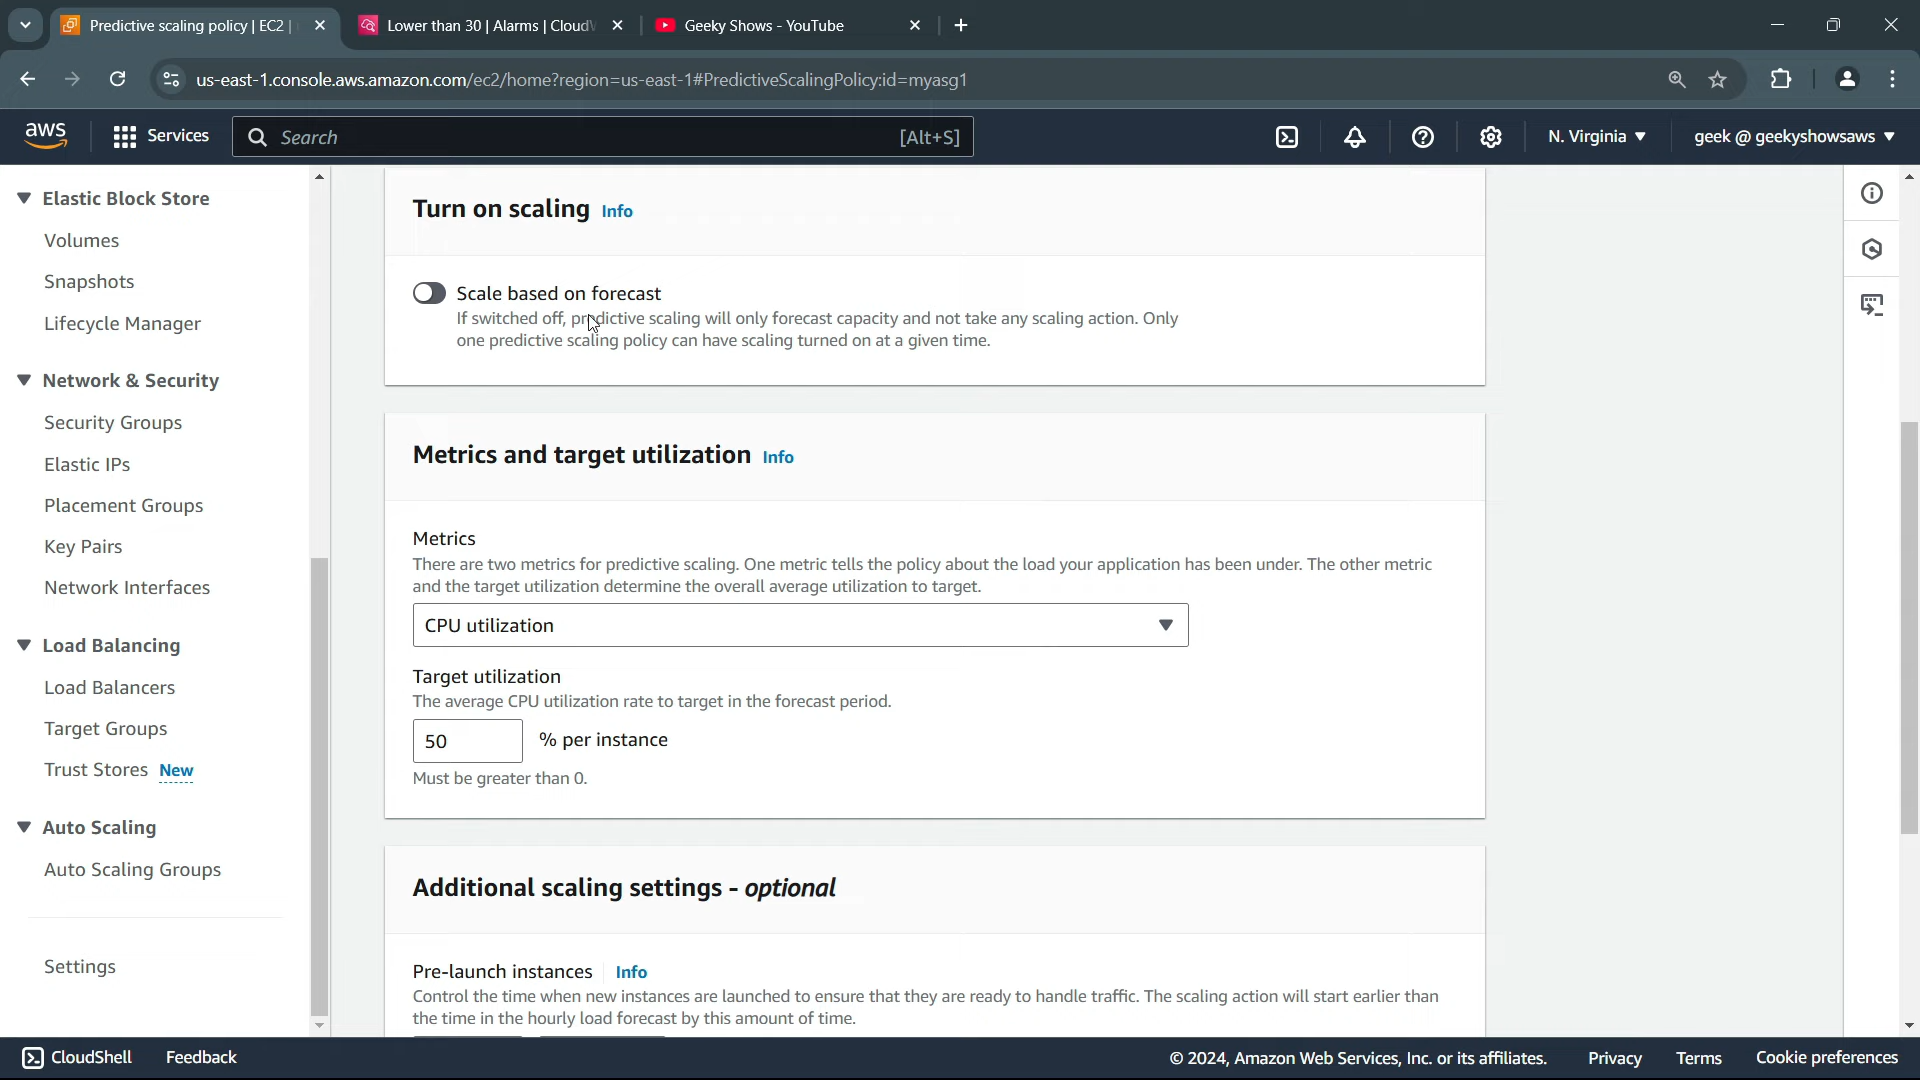 Predictive scaling policy | EC2 |
Lower than 30 | Alarms | CloudW
Geeky Shows - YouTube
us-east-1.console.aws.amazon.com/ec2/home?region=us-east-1#PredictiveScalingPolicy:id=myasg1
aws
Services
Search
[Alt+S]
N. Virginia
geek @ geekyshowsaws
Elastic Block Store
Volumes
Snapshots
Lifecycle Manager
Network & Security
Security Groups
Elastic IPs
Placement Groups
Key Pairs
Network Interfaces
Load Balancing
Load Balancers
Target Groups
Trust Stores New
Auto Scaling
Auto Scaling Groups
Settings
Turn on scaling Info
Scale based on forecast
If switched off, predictive scaling will only forecast capacity and not take any scaling action. Only
one predictive scaling policy can have scaling turned on at a given time.
Metrics and target utilization Info
Metrics
There are two metrics for predictive scaling. One metric tells the policy about the load your application has been under. The other metric
and the target utilization determine the overall average utilization to target.
CPU utilization
Target utilization
The average CPU utilization rate to target in the forecast period.
50 % per instance
Must be greater than 0.
Additional scaling settings - optional
Pre-launch instances Info
Control the time when new instances are launched to ensure that they are ready to handle traffic. The scaling action will start earlier than
the time in the hourly load forecast by this amount of time.
CloudShell
Feedback
© 2024, Amazon Web Services, Inc. or its affiliates.
Privacy
Terms
Cookie preferences